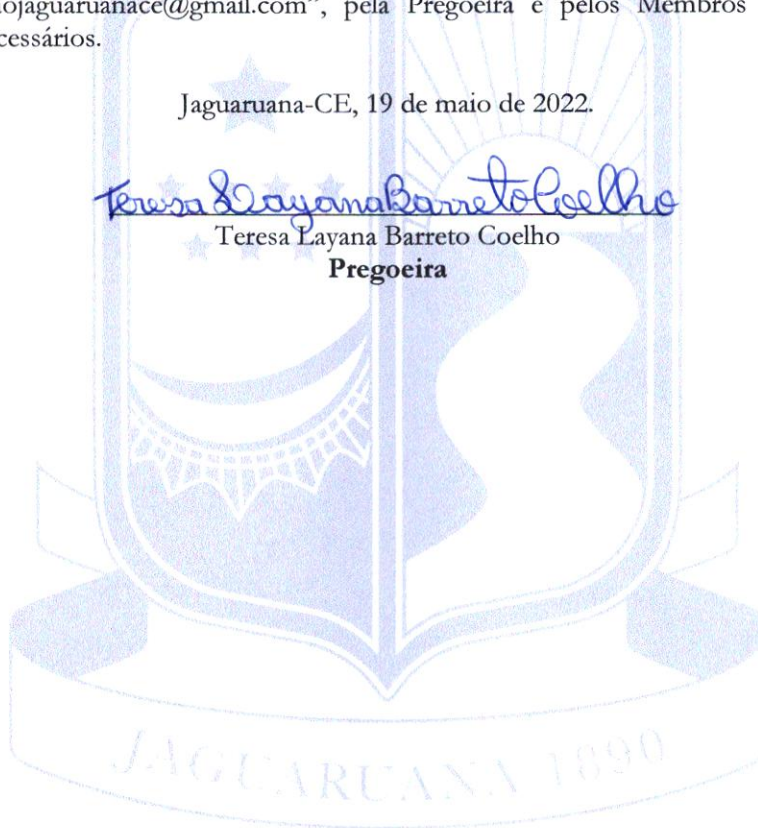 ojaguaruanace@gmail.com", pela Pregoeira e pelos Membros
cessários.
Jaguaruana-CE, 19 de maio de 2022.
Teresa Layana Barreto Coelho
Teresa Layana Barreto Coelho
Pregoeira
JAGUARUANA 1890